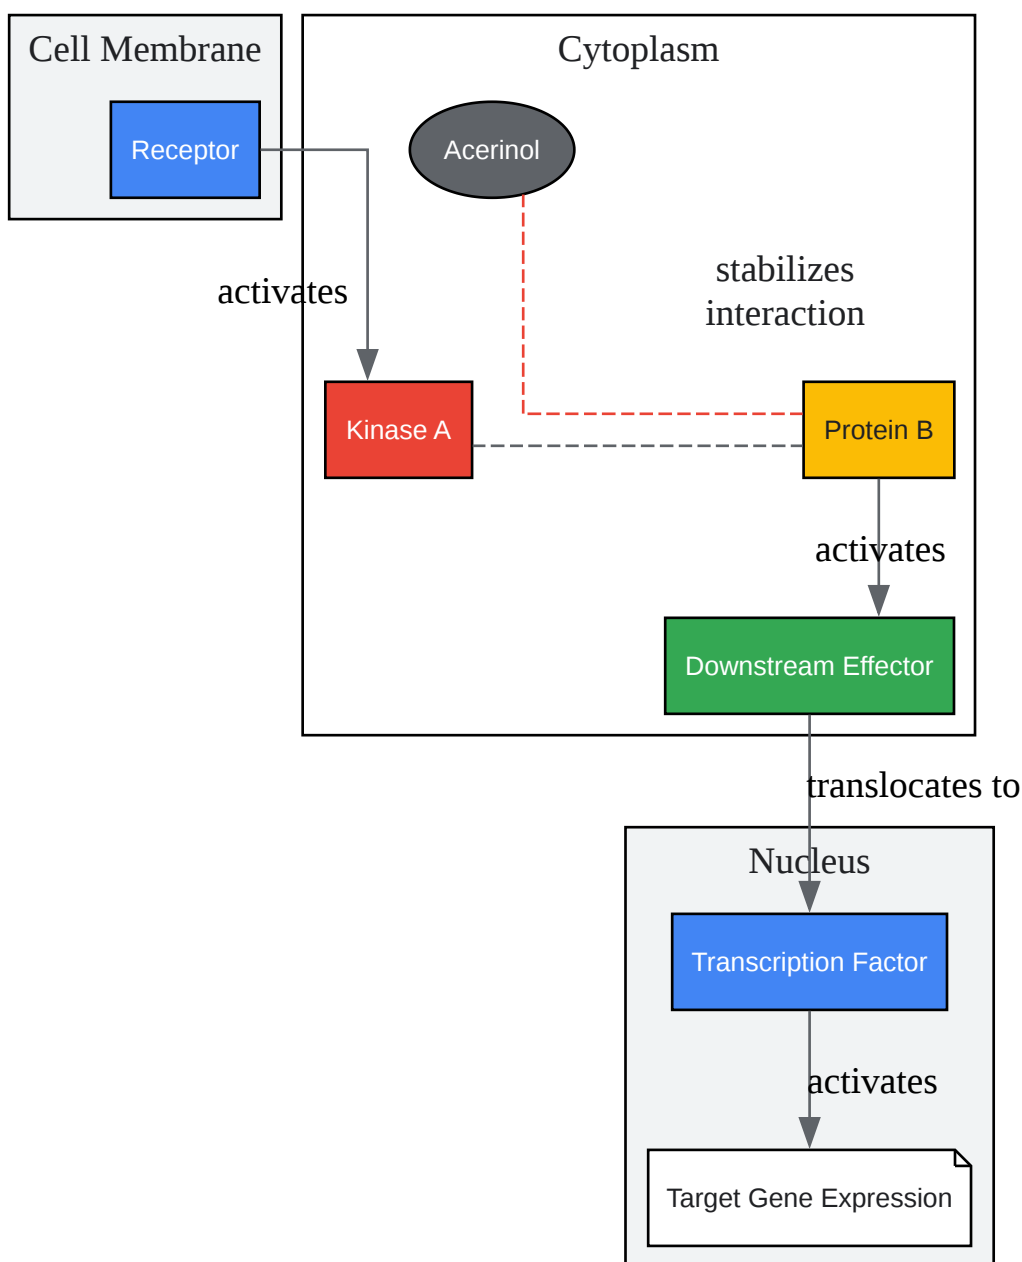 Cell Membrane
Cytoplasm
Receptor
Acerinol
activates
stabilizes
interaction
Kinase A
Protein B
activates
Downstream Effector
translocates to
Nucleus
Transcription Factor
activates
Target Gene Expression